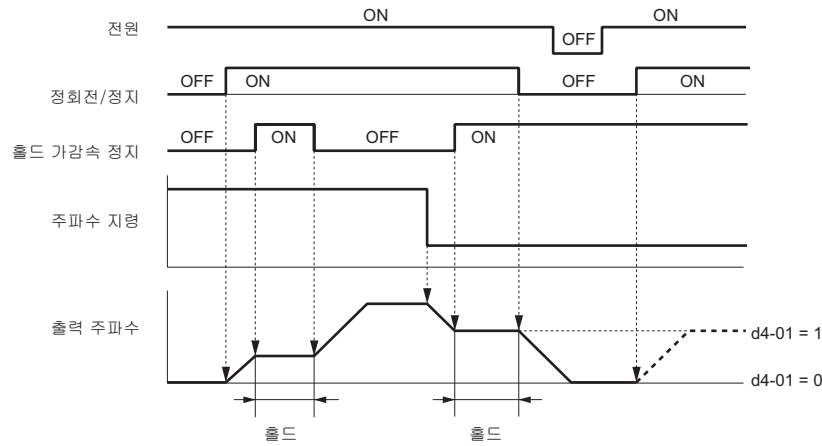 ON
ON
전원
OFF
OFF
ON
OFF
ON
정회전/정지
OFF
ON
OFF
ON
홀드 가감속 정지
주파수 지령
출력 주파수
d4-01 = 1
d4-01 = 0
홀드
홀드